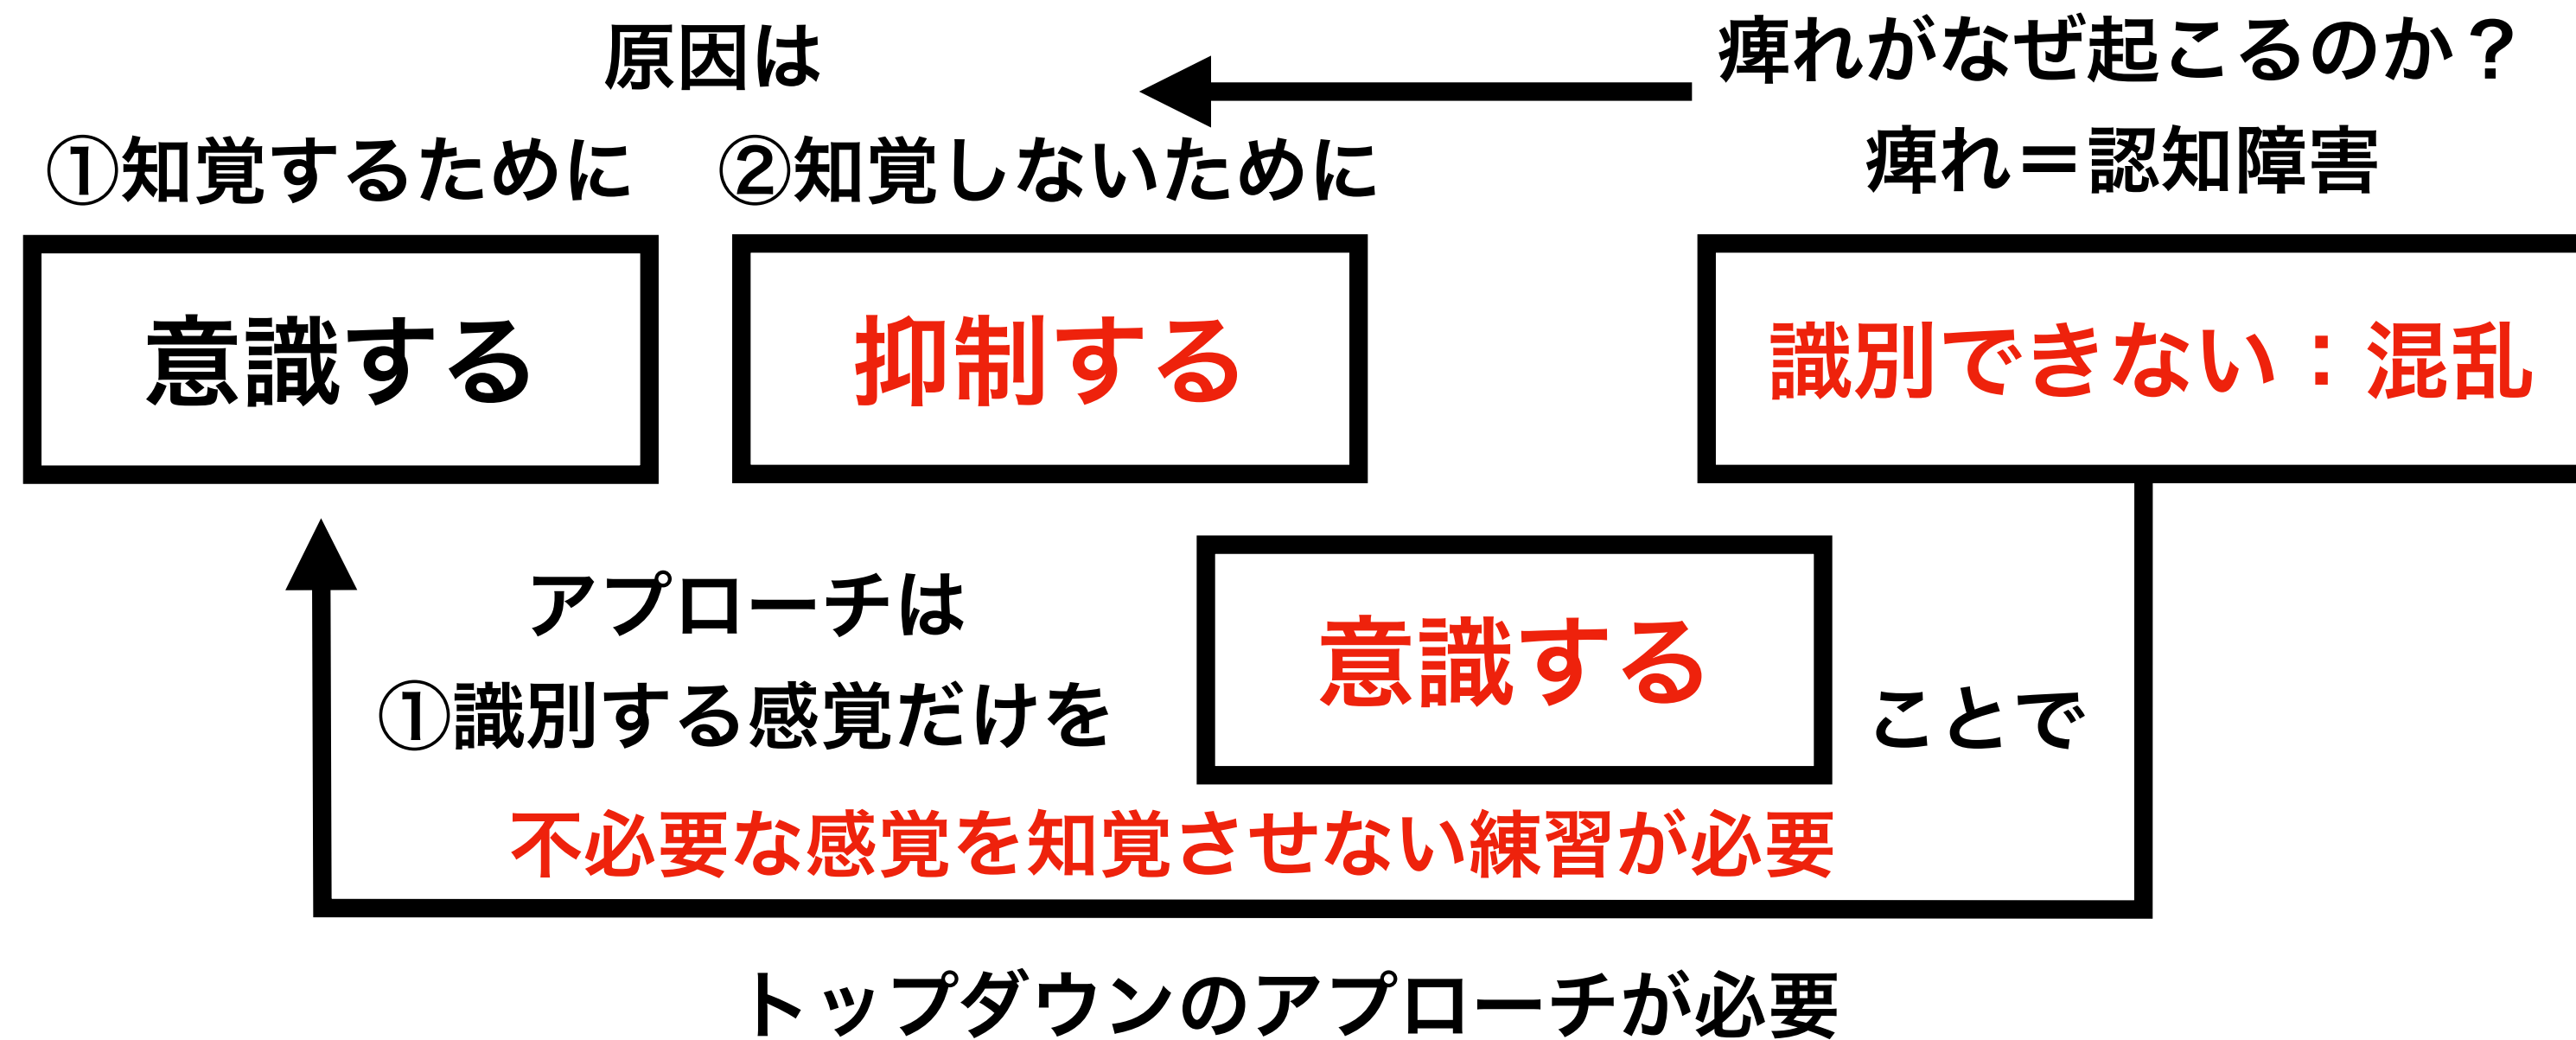 原因は
痺れがなぜ起こるのか？
①知覚するために
②知覚しないために
痺れ＝認知障害
意識する
抑制する
識別できない：混乱
アプローチは
①識別する感覚だけを
意識する
ことで
不必要な感覚を知覚させない練習が必要
トップダウンのアプローチが必要